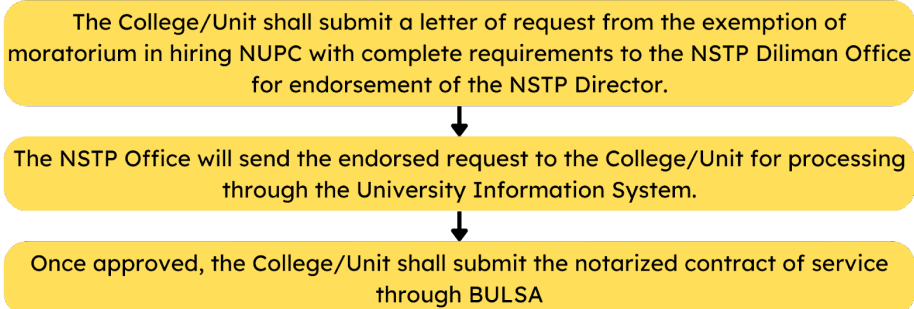 The College/Unit shall submit a letter of request from the exemption of
moratorium in hiring NUPC with complete requirements to the NSTP Diliman Office
for endorsement of the NSTP Director.
The NSTP Office will send the endorsed request to the College/Unit for processing
through the University Information System.
Once approved, the College/Unit shall submit the notarized contract of service
through BULSA